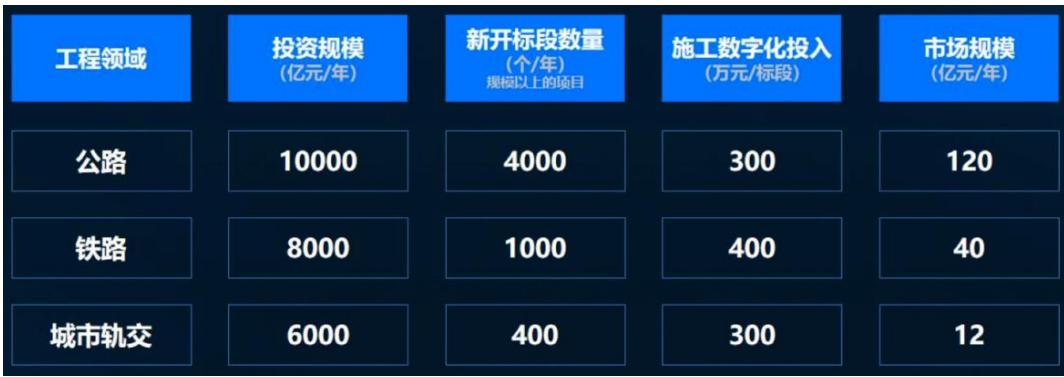 工程领域
投资规模
(亿元/年)
新开标段数量
(个/年)
规模以上的项目
施工数字化投入
(万元/标段)
市场规模
(亿元/年)
公路 10000 4000 300 120
铁路 8000 1000 400 40
城市轨交 6000 400 300 12